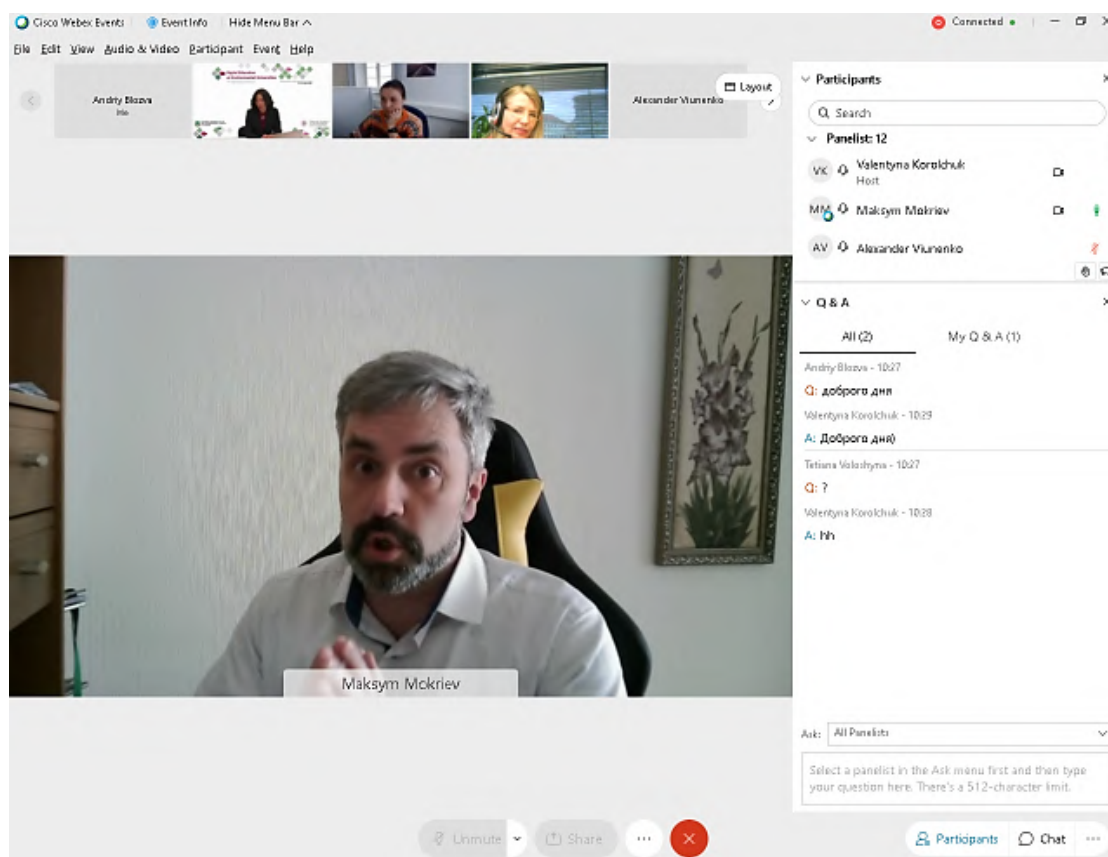 Cisco Webex Events
Event Info
Hide Menu Bar
Connected
File Edit View Audio & Video Participant Event Help
Andriy Blozva
Me
Alexander Viunenko
Layout
Participants
Search
Panelist: 12
VK
Valentyna Korolchuk
Host
MM
Maksym Mokriev
AV
Alexander Viunenko
Q & A
All (2)
My Q & A (1)
Andriy Blozva - 10:27
Q: доброго дня
Valentyna Korolchuk - 10:29
A: Доброго дня)
Tetiana Voloshyna - 10:27
Q: ?
Valentyna Korolchuk - 10:28
A: hh
Maksym Mokriev
Ask:
All Panelists
Select a panelist in the Ask menu first and then type
your question here. There's a 512-character limit.
Unmute
Share
Participants
Chat